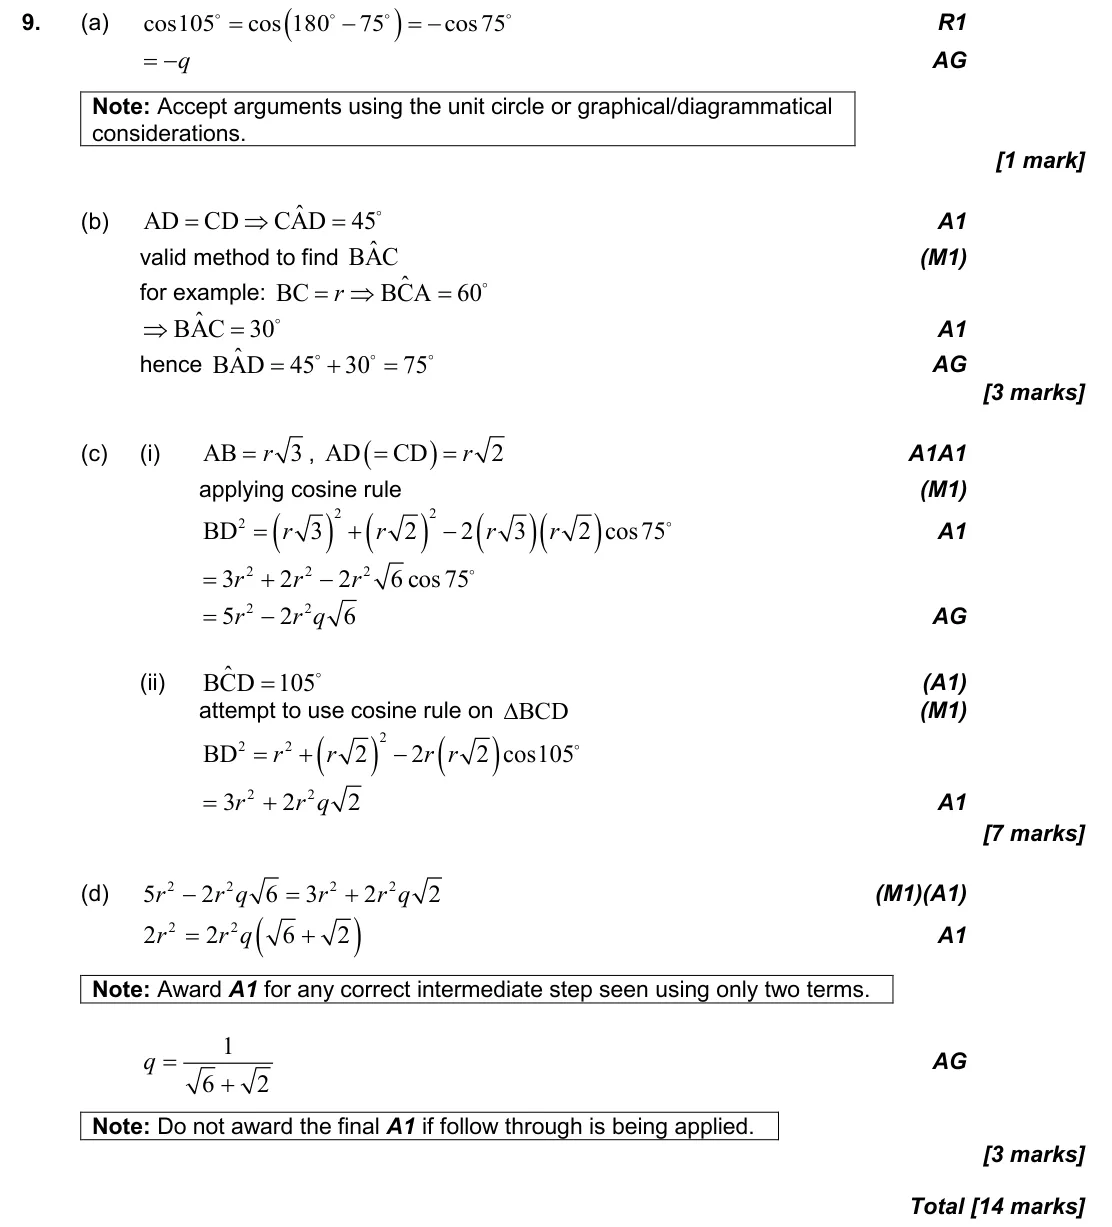 9. (a) cos105° = cos(180° − 75°) = −cos75° R1
= −q AG
Note: Accept arguments using the unit circle or graphical/diagrammatical
considerations.
[1 mark]
(b) AD = CD ⇒ CÂD = 45° A1
valid method to find BÂC (M1)
for example: BC = r ⇒ BĈA = 60°
⇒ BÂC = 30° A1
hence BÂD = 45° + 30° = 75° AG
[3 marks]
(c) (i) AB = r√3 , AD(= CD) = r√2 A1A1
applying cosine rule (M1)
BD² = (r√3)² + (r√2)² − 2(r√3)(r√2)cos75° A1
= 3r² + 2r² − 2r²√6 cos75°
= 5r² − 2r²q√6 AG
(ii) BĈD = 105° (A1)
attempt to use cosine rule on ΔBCD (M1)
BD² = r² + (r√2)² − 2r(r√2)cos105°
= 3r² + 2r²q√2 A1
[7 marks]
(d) 5r² − 2r²q√6 = 3r² + 2r²q√2 (M1)(A1)
2r² = 2r²q(√6 + √2) A1
Note: Award A1 for any correct intermediate step seen using only two terms.
q = 1/(√6 + √2) AG
Note: Do not award the final A1 if follow through is being applied.
[3 marks]
Total [14 marks]